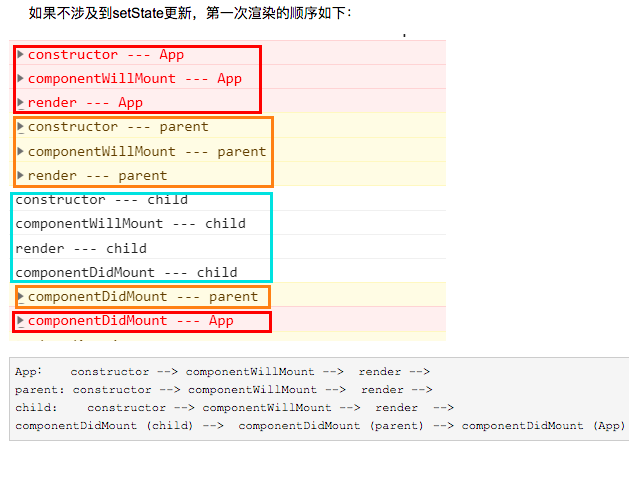 如果不涉及到setState更新，第一次渲染的顺序如下：
constructor --- App
componentWillMount --- App
render --- App
constructor --- parent
componentWillMount --- parent
render --- parent
constructor --- child
componentWillMount --- child
render --- child
componentDidMount --- child
componentDidMount --- parent
componentDidMount --- App
App： constructor --> componentWillMount --> render -->
parent: constructor --> componentWillMount --> render -->
child: constructor --> componentWillMount --> render -->
componentDidMount (child) --> componentDidMount (parent) --> componentDidMount (App)